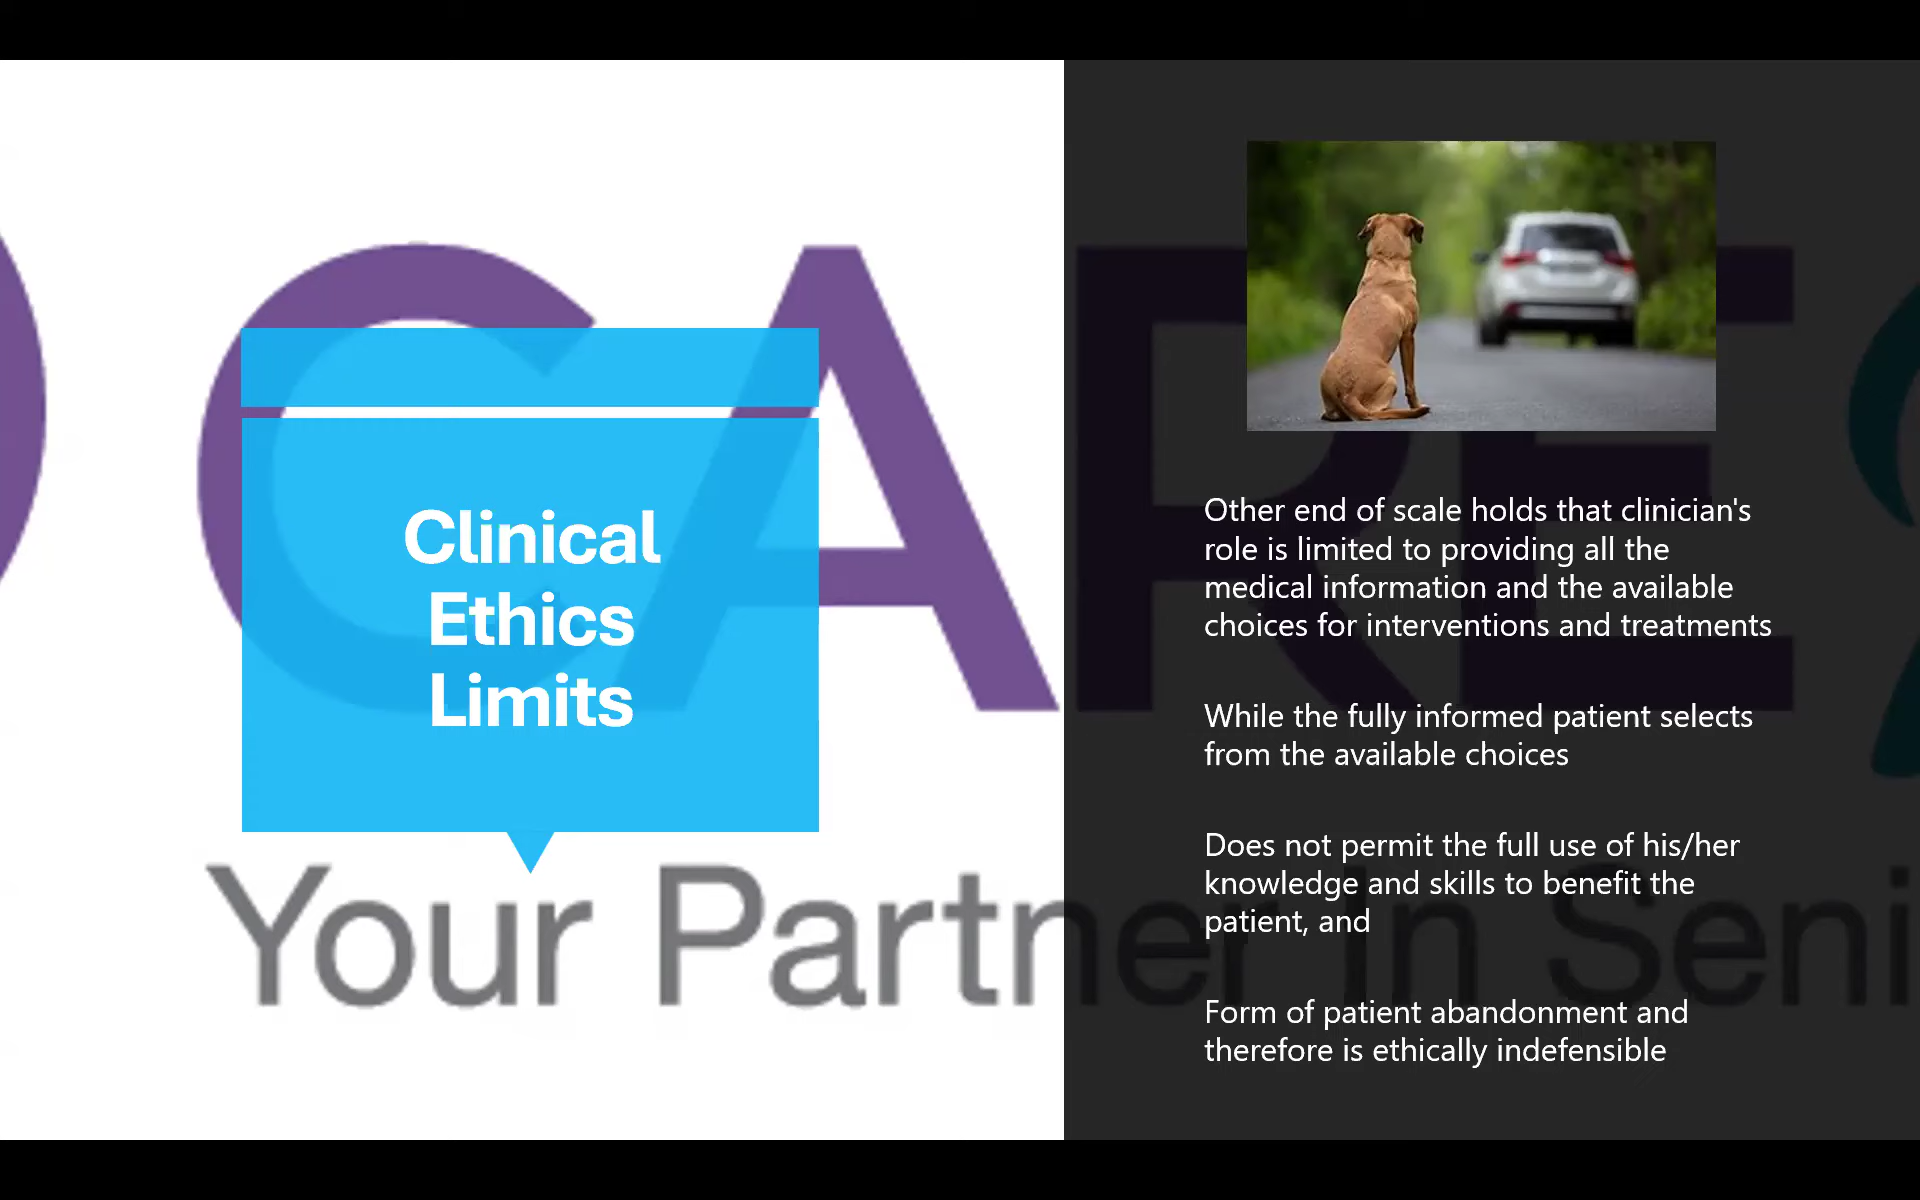 CARE
Clinical
Ethics
Limits
Your Partner In Seni
Other end of scale holds that clinician's
role is limited to providing all the
medical information and the available
choices for interventions and treatments
While the fully informed patient selects
from the available choices
Does not permit the full use of his/her
knowledge and skills to benefit the
patient, and
Form of patient abandonment and
therefore is ethically indefensible